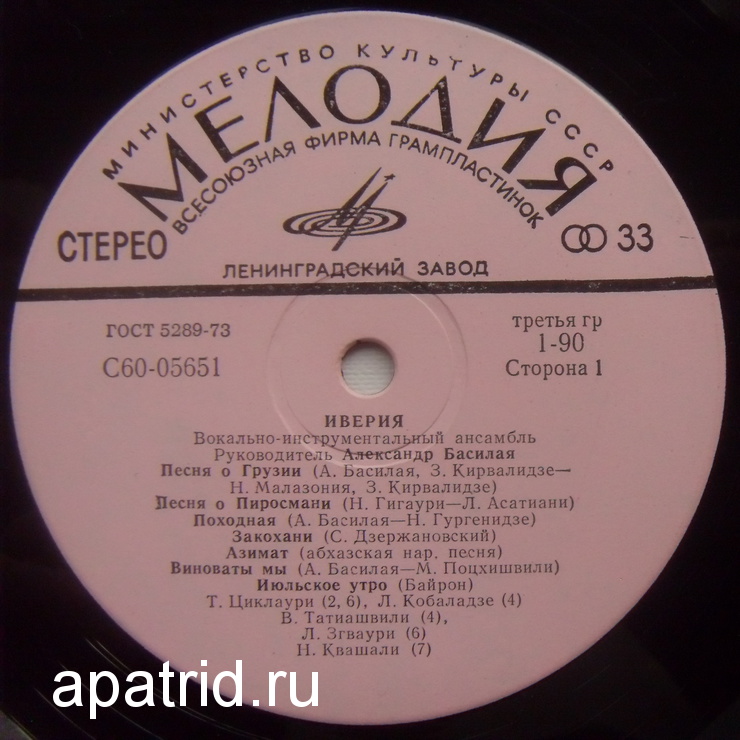 МИНИСТЕРСТВО КУЛЬТУРЫ СССР
МЕЛОДИЯ
ВСЕСОЮЗНАЯ ФИРМА ГРАМПЛАСТИНОК
СТЕРЕО
33
ЛЕНИНГРАДСКИЙ ЗАВОД
ГОСТ 5289-73
С60-05651
третья гр
1-90
Сторона 1
ИВЕРИЯ
Вокально-инструментальный ансамбль
Руководитель Александр Басилая
Песня о Грузии (А. Басилая, З. Кирвалидзе—
Н. Малазония, З. Кирвалидзе)
Песня о Пиросмани (Н. Гигаури—Л. Асатиани)
Походная (А. Басилая—Н. Гургенидзе)
Закохани (С. Дзержановский)
Азимат (абхазская нар. песня)
Виноваты мы (А. Басилая—М. Поцхишвили)
Июльское утро (Байрон)
Т. Циклаури (2, 6), Л. Кобаладзе (4)
В. Татиашвили (4),
Л. Згваури (6)
Н. Квашали (7)
apatrid.ru